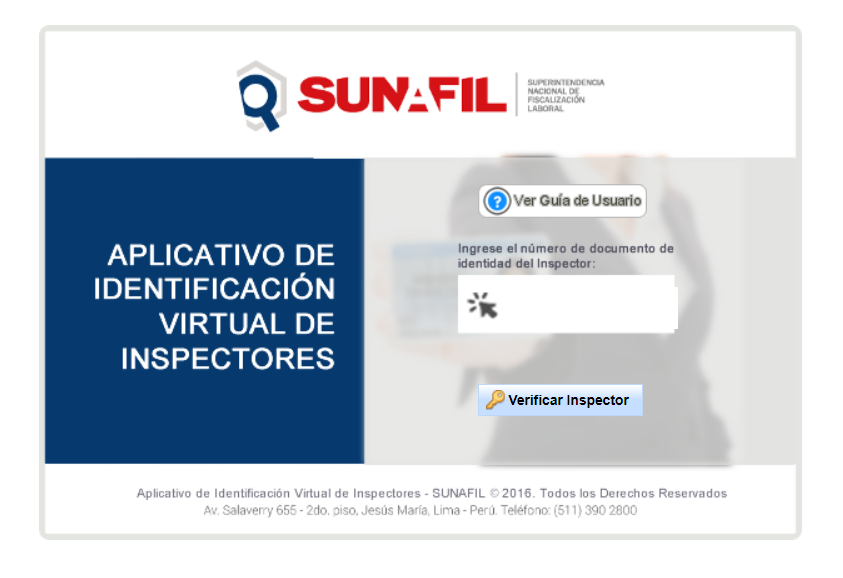 SUNAFIL
SUPERINTENDENCIA
NACIONAL DE
FISCALIZACIÓN
LABORAL
APLICATIVO DE
IDENTIFICACIÓN
VIRTUAL DE
INSPECTORES
Ver Guía de Usuario
Ingrese el número de documento de
identidad del Inspector:
Verificar Inspector
Aplicativo de Identificación Virtual de Inspectores - SUNAFIL © 2016. Todos los Derechos Reservados
Av. Salaverry 655 - 2do. piso, Jesús María, Lima - Perú. Teléfono: (511) 390 2800